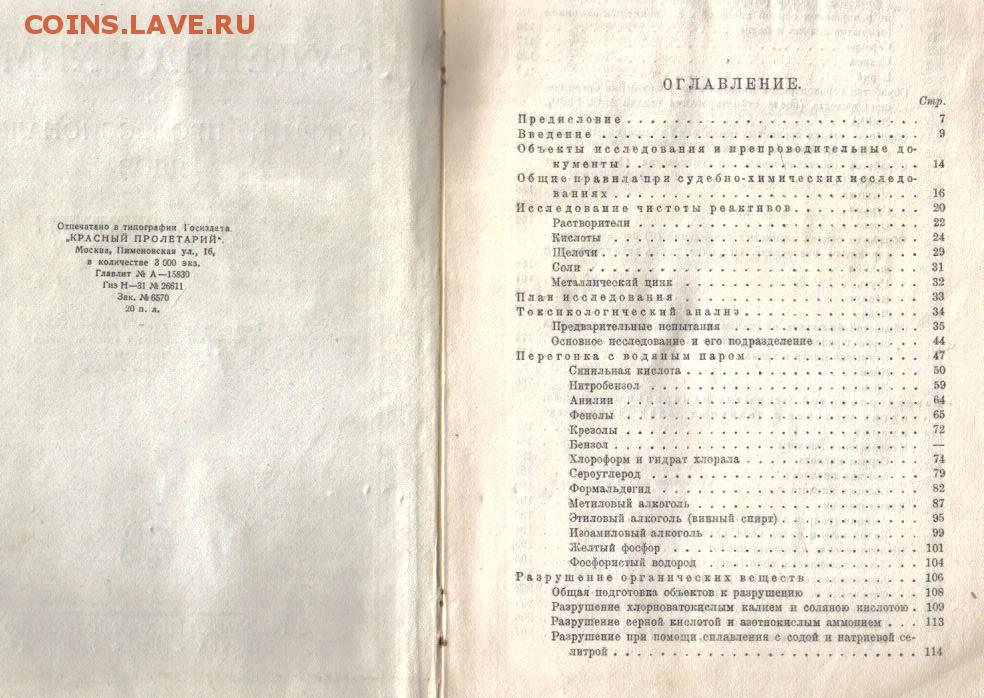 COINS.LAVE.RU
Отпечатано в типографии Госиздата
„КРАСНЫЙ ПРОЛЕТАРИЙ“.
Москва, Пименовская ул., 16,
в количестве 3 000 экз.
Главлит № А—15830
Гиз Н—31 № 26611
Зак. № 6570
20 п. л.
ОГЛАВЛЕНИЕ.
Стр.
Предисловие . . . 7
Введение . . . 9
Объекты исследования и препроводительные до-
кументы . . . 14
Общие правила при судебно-химических исследо-
ваниях . . . 16
Исследование чистоты реактивов . . . 20
Растворители . . . 22
Кислоты . . . 24
Щелочи . . . 29
Соли . . . 31
Металлический цинк . . . 32
План исследования . . . 33
Токсикологический анализ . . . 34
Предварительные испытания . . . 35
Основное исследование и его подразделение . . . 44
Перегонка с водяным паром . . . 47
Синильная кислота . . . 50
Нитробензол . . . 59
Анилин . . . 64
Фенолы . . . 65
Крезолы . . . 72
Бензол . . . —
Хлороформ и гидрат хлорала . . . 74
Сероуглерод . . . 79
Формальдегид . . . 82
Метиловый алкоголь . . . 87
Этиловый алкоголь (винный спирт) . . . 95
Изоамиловый алкоголь . . . 99
Желтый фосфор . . . 101
Фосфористый водород . . . 104
Разрушение органических веществ . . . 106
Общая подготовка объектов к разрушению . . . 108
Разрушение хлорноватокислым калием и соляною кислотою . 109
Разрушение серной кислотой и азотнокислым аммонием . . . 113
Разрушение при помощи сплавления с содой и натриевой се-
литрой . . . 114